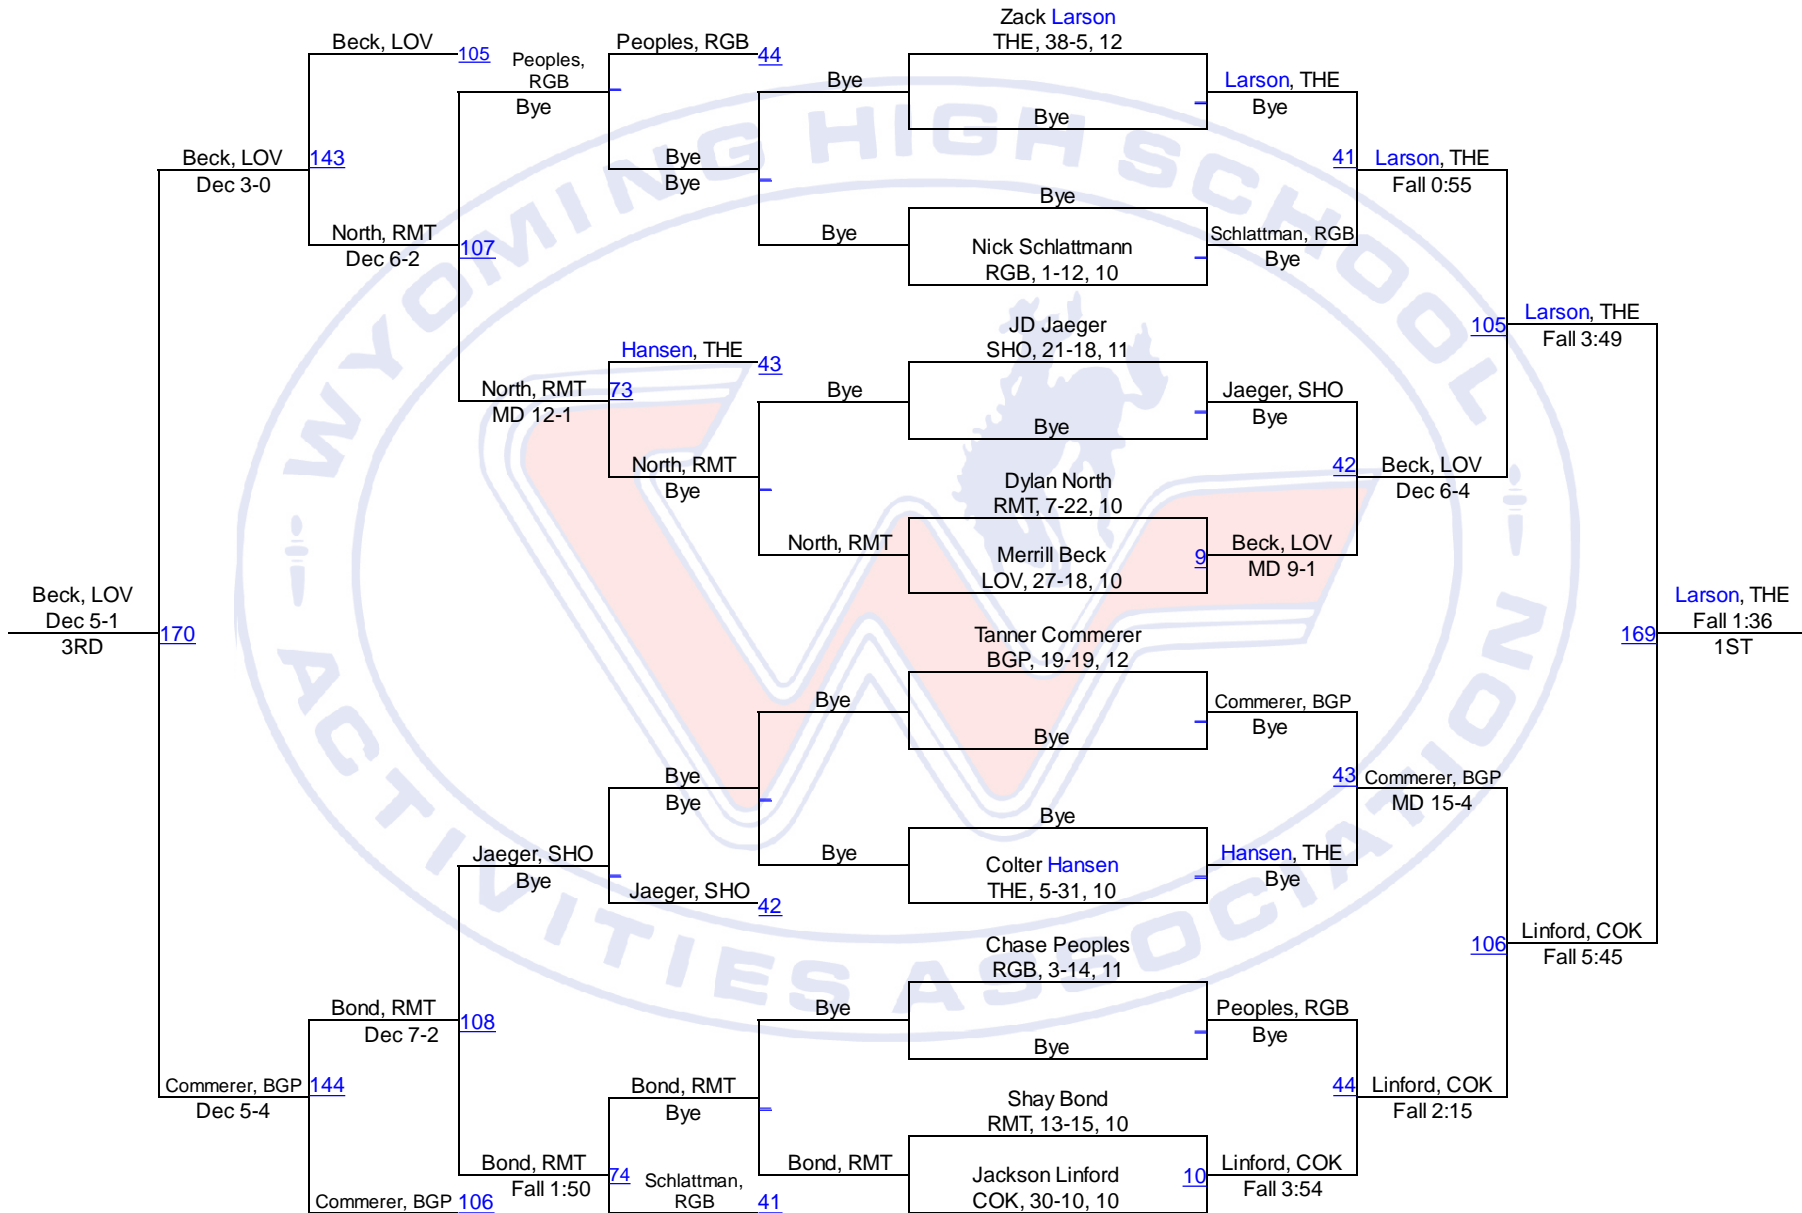 WYOMING HIGH SCHOOL
ACTIVITIES ASSOCIATION
Beck, LOV
Dec 5-1
3RD
170
Beck, LOV
Dec 3-0
Commerer, BGP
Dec 5-4
Beck, LOV
105
143
North, RMT
Dec 6-2
107
Bond, RMT
Dec 7-2
108
144
Commerer, BGP
106
Peoples,
RGB
Bye
North, RMT
MD 12-1
73
Jaeger, SHO
Bye
Bond, RMT
Fall 1:50
74
Peoples, RGB
44
Bye
Bye
Hansen, THE
43
North, RMT
Bye
Bye
Bye
Jaeger, SHO
42
Bond, RMT
Bye
Schlattman,
RGB
41
Bye
Bye
Bye
North, RMT
Bye
Bye
Bye
Bond, RMT
Zack Larson
THE, 38-5, 12
Bye
Bye
Nick Schlattmann
RGB, 1-12, 10
JD Jaeger
SHO, 21-18, 11
Bye
Dylan North
RMT, 7-22, 10
Merrill Beck
LOV, 27-18, 10
9
Tanner Commerer
BGP, 19-19, 12
Bye
Bye
Colter Hansen
THE, 5-31, 10
Chase Peoples
RGB, 3-14, 11
Bye
Shay Bond
RMT, 13-15, 10
Jackson Linford
COK, 30-10, 10
10
Larson, THE
Bye
Schlattman, RGB
Bye
Jaeger, SHO
Bye
Beck, LOV
MD 9-1
Commerer, BGP
Bye
Hansen, THE
Bye
Peoples, RGB
Bye
Linford, COK
Fall 3:54
41
Larson, THE
Fall 0:55
42
Beck, LOV
Dec 6-4
43
Commerer, BGP
MD 15-4
44
Linford, COK
Fall 2:15
105
Larson, THE
Fall 3:49
106
Linford, COK
Fall 5:45
169
Larson, THE
Fall 1:36
1ST